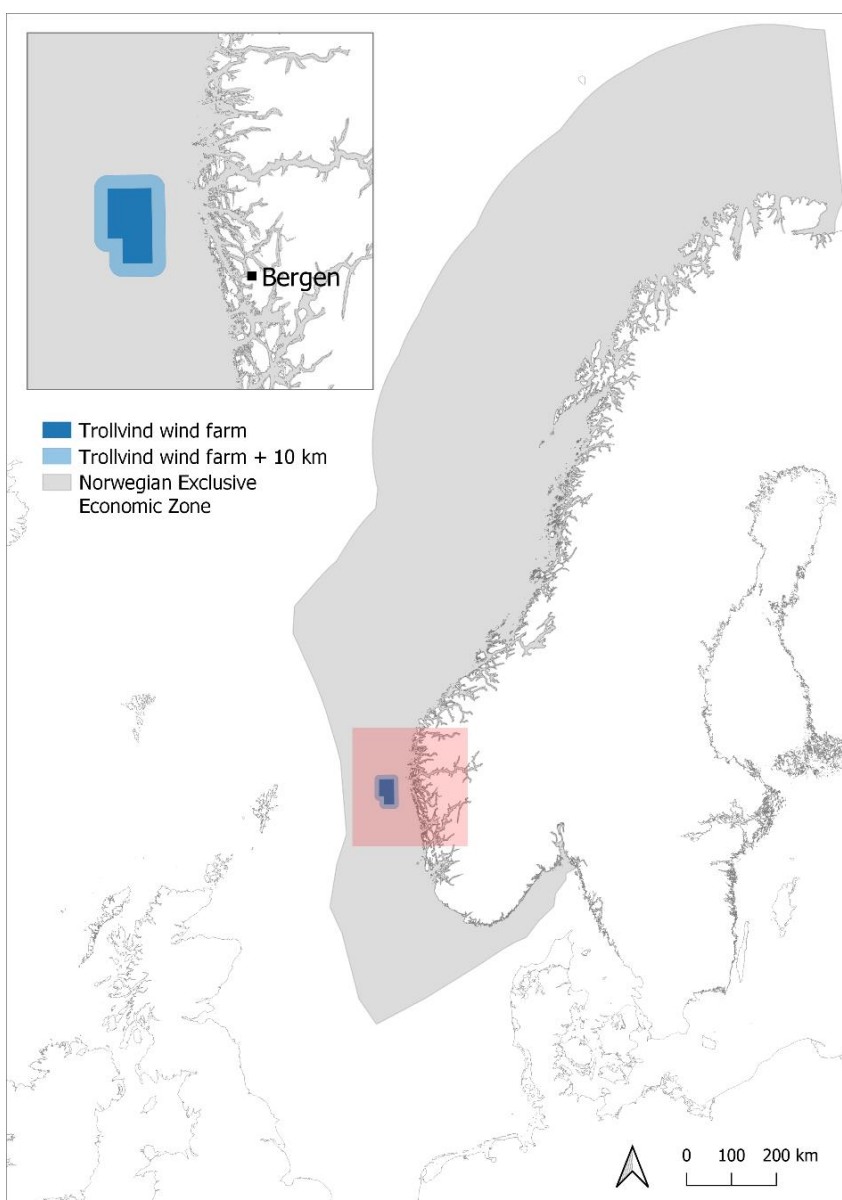 Bergen
Trollvind wind farm
Trollvind wind farm + 10 km
Norwegian Exclusive
Economic Zone
0 100 200 km